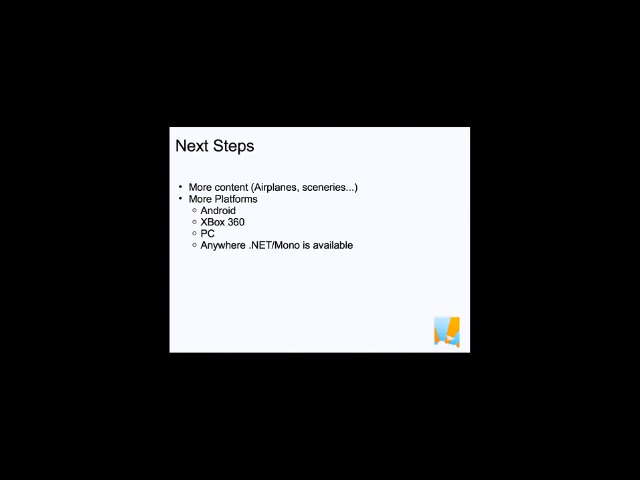 Next Steps
• More content (Airplanes, sceneries...)
• More Platforms
○ Android
○ XBox 360
○ PC
○ Anywhere .NET/Mono is available